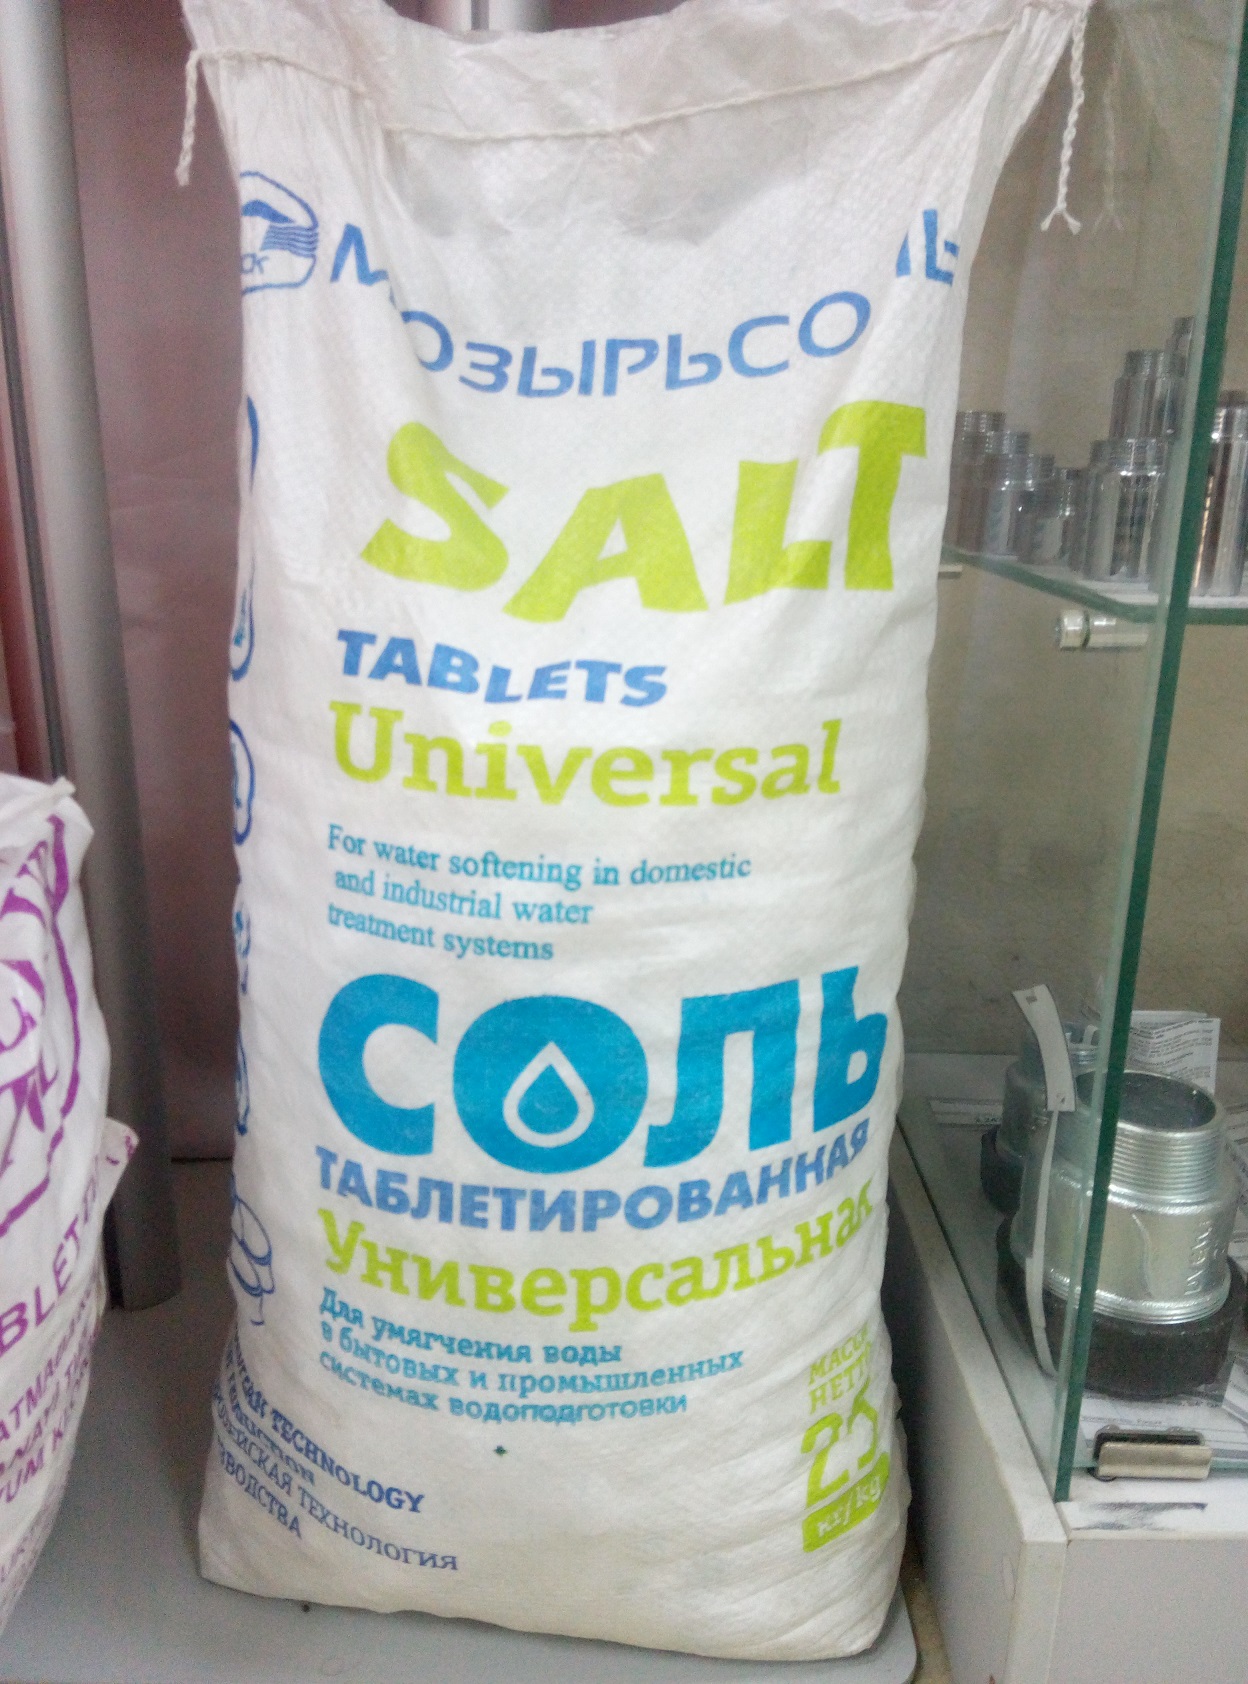 МОЗЫРЬСОЛЬ
SALT
TABLETS
Universal
For water softening in domestic
and industrial water
treatment systems
СОЛЬ
ТАБЛЕТИРОВАННАЯ
Универсальная
Для умягчения воды
в бытовых и промышленных
системах водоподготовки
МАССА
НЕТТО
25
кг/kg
TECHNOLOGY
ТЕХНОЛОГИЯ